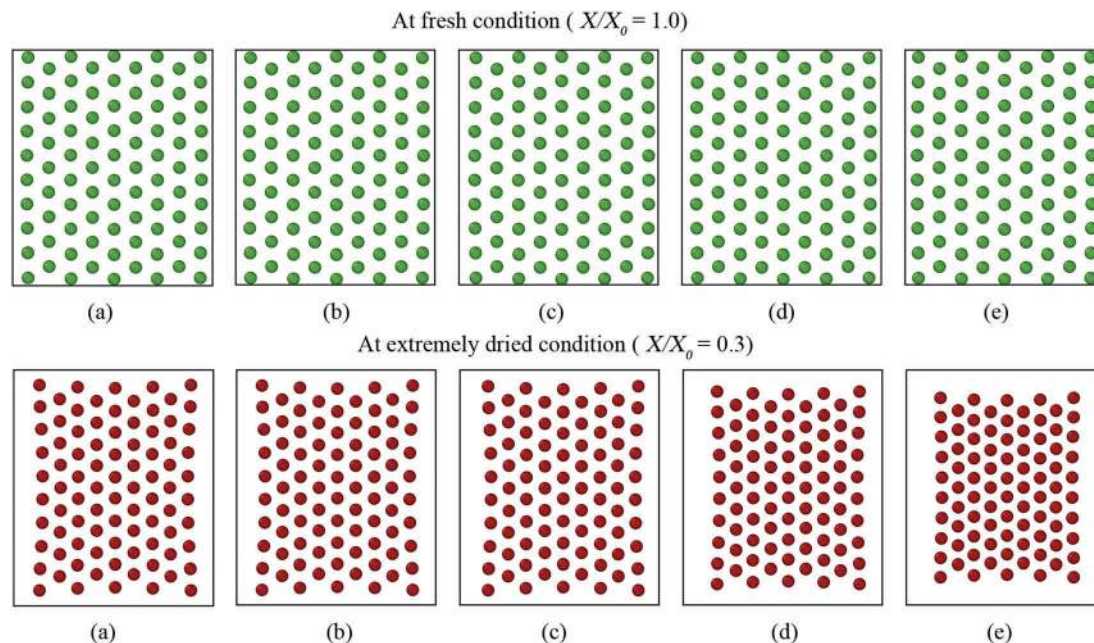 At fresh condition ( X/X₀ = 1.0)
(a) (b) (c) (d) (e)
At extremely dried condition ( X/X₀ = 0.3)
(a) (b) (c) (d) (e)